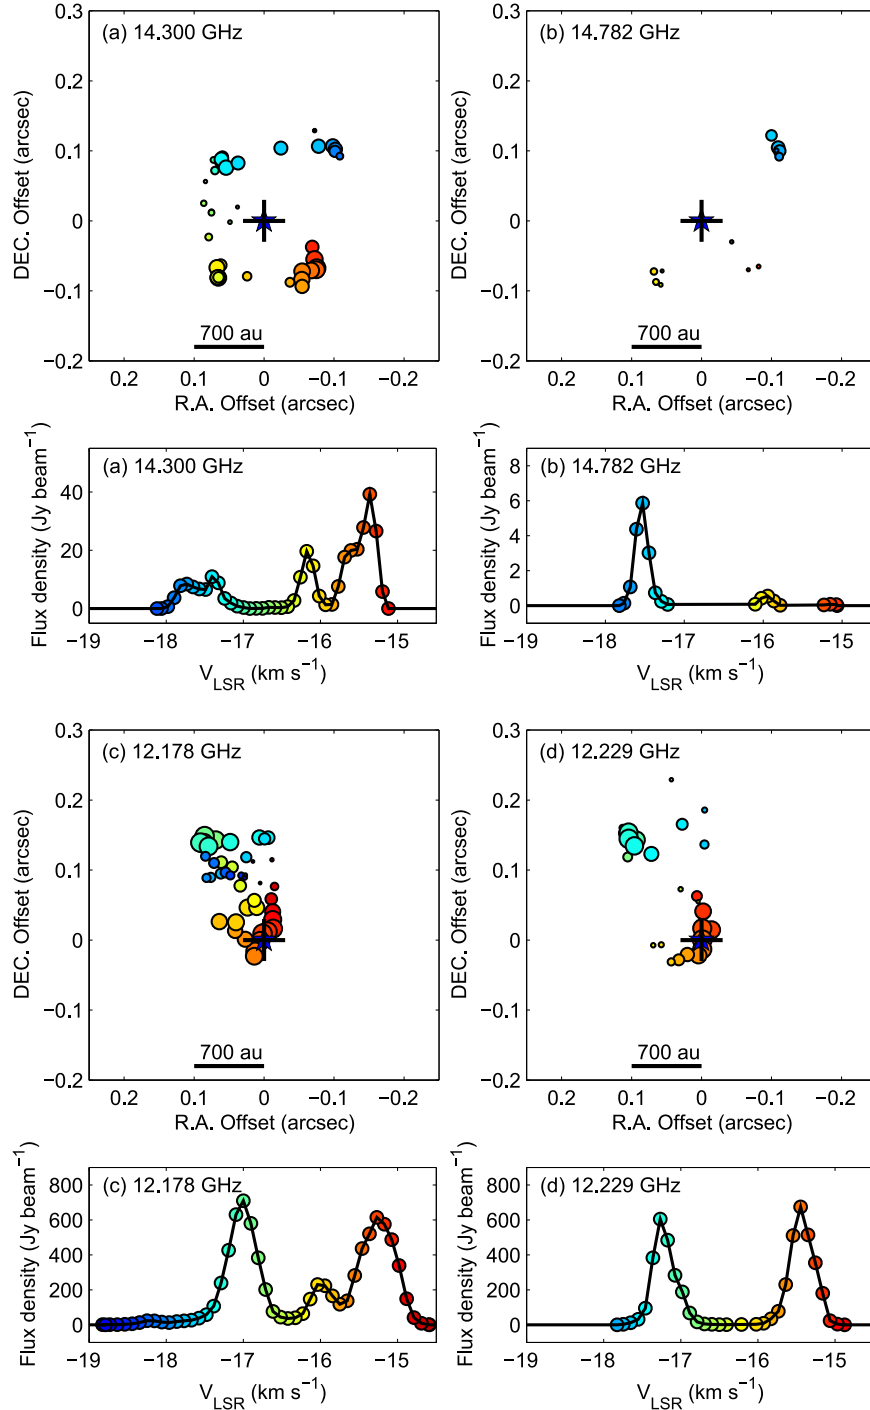 (a) 14.300 GHz
0.3
0.2
0.1
0
−0.1
−0.2
DEC. Offset (arcsec)
700 au
0.2 0.1 0 −0.1 −0.2
R.A. Offset (arcsec)
(b) 14.782 GHz
0.3
0.2
0.1
0
−0.1
−0.2
DEC. Offset (arcsec)
700 au
0.2 0.1 0 −0.1 −0.2
R.A. Offset (arcsec)
(a) 14.300 GHz
40
20
0
Flux density (Jy beam⁻¹)
−19 −18 −17 −16 −15
V_LSR (km s⁻¹)
(b) 14.782 GHz
8
6
4
2
0
Flux density (Jy beam⁻¹)
−19 −18 −17 −16 −15
V_LSR (km s⁻¹)
(c) 12.178 GHz
0.3
0.2
0.1
0
−0.1
−0.2
DEC. Offset (arcsec)
700 au
0.2 0.1 0 −0.1 −0.2
R.A. Offset (arcsec)
(d) 12.229 GHz
0.3
0.2
0.1
0
−0.1
−0.2
DEC. Offset (arcsec)
700 au
0.2 0.1 0 −0.1 −0.2
R.A. Offset (arcsec)
(c) 12.178 GHz
800
600
400
200
0
Flux density (Jy beam⁻¹)
−19 −18 −17 −16 −15
V_LSR (km s⁻¹)
(d) 12.229 GHz
800
600
400
200
0
Flux density (Jy beam⁻¹)
−19 −18 −17 −16 −15
V_LSR (km s⁻¹)